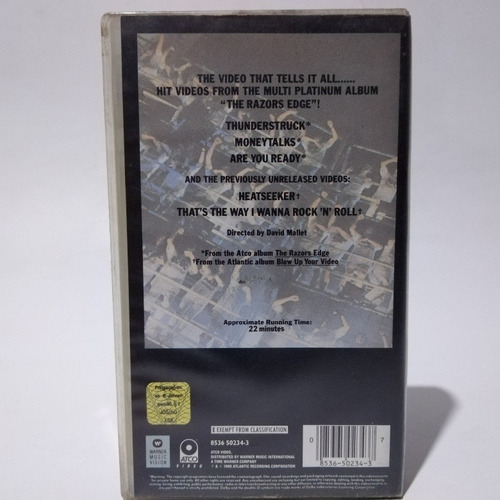 THE VIDEO THAT TELLS IT ALL......
HIT VIDEOS FROM THE MULTI PLATINUM ALBUM
"THE RAZORS EDGE"!
THUNDERSTRUCK*
MONEYTALKS*
ARE YOU READY*
AND THE PREVIOUSLY UNRELEASED VIDEOS:
HEATSEEKER†
THAT'S THE WAY I WANNA ROCK 'N' ROLL†
Directed by David Mallet
*From the Atco album The Razors Edge
†From the Atlantic album Blow Up Your Video
Approximate Running Time:
22 minutes
E EXEMPT FROM CLASSIFICATION
8536 50234-3
WARNER
MUSIC
VISION
ATCO
VIDEO
ATCO VIDEO.
DISTRIBUTED BY WARNER MUSIC INTERNATIONAL
A TIME WARNER COMPANY
ATLANTIC RECORDING CORPORATION
0
7
8536-50234-3